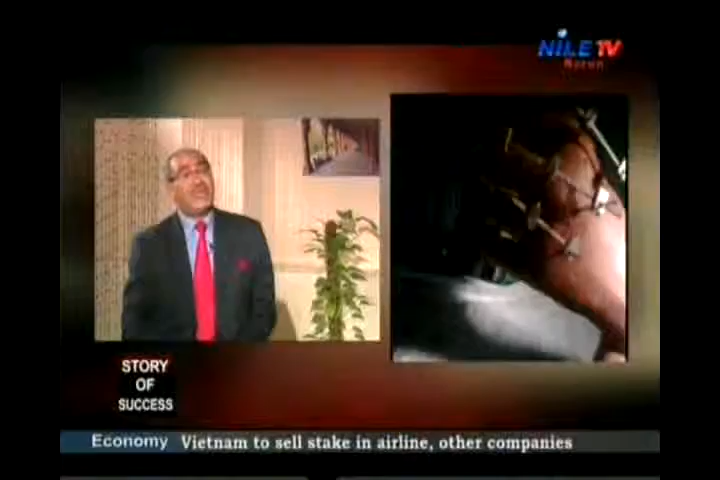 NiLE TV
STORY
OF
SUCCESS
Economy Vietnam to sell stake in airline, other companies